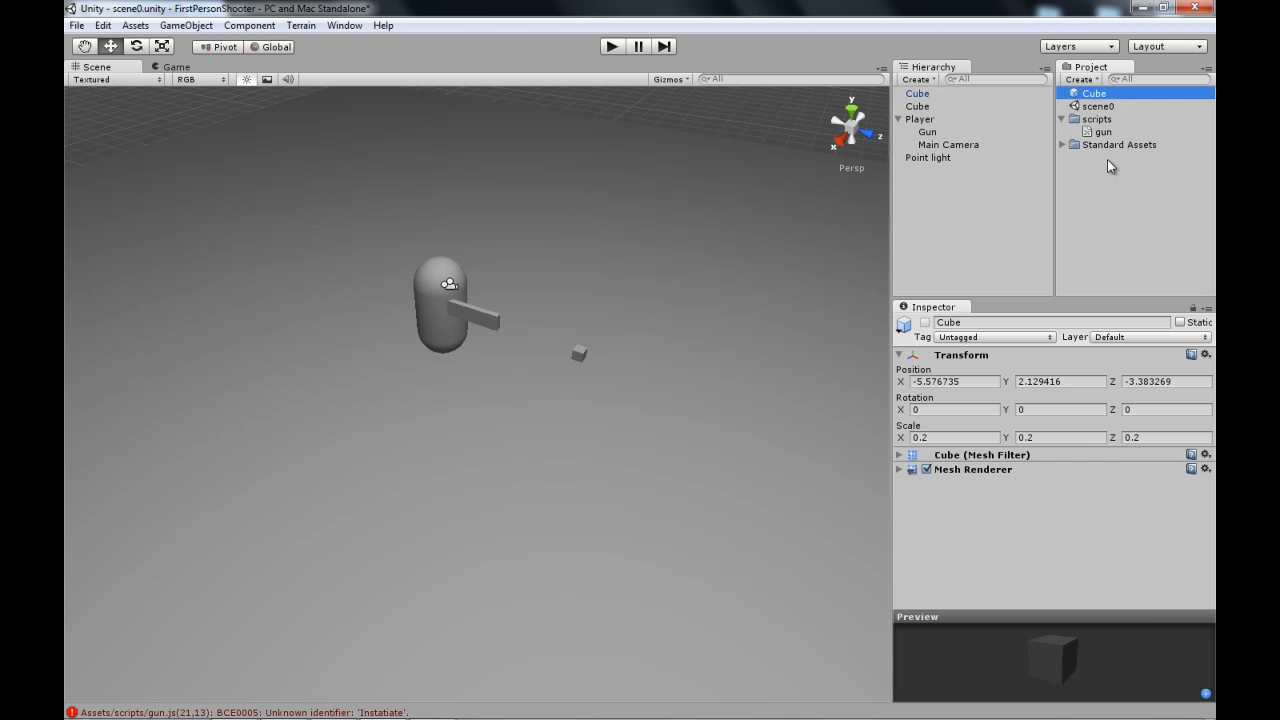 Unity - scene0.unity - FirstPersonShooter - PC and Mac Standalone*
File Edit Assets GameObject Component Terrain Window Help
Pivot Global Layers Layout
Scene Game Hierarchy Project
Textured RGB Gizmos All Create All Create All
Cube
Cube
Player
Gun
Main Camera
Point light
Cube
scene0
scripts
gun
Standard Assets
y
z
x
Persp
Inspector
Cube Static
Tag Untagged Layer Default
Transform
Position
X -5.576735 Y 2.129416 Z -3.383269
Rotation
X 0 Y 0 Z 0
Scale
X 0.2 Y 0.2 Z 0.2
Cube (Mesh Filter)
Mesh Renderer
Preview
Assets/scripts/gun.js(21,13): BCE0005: Unknown identifier: 'Instatiate'.